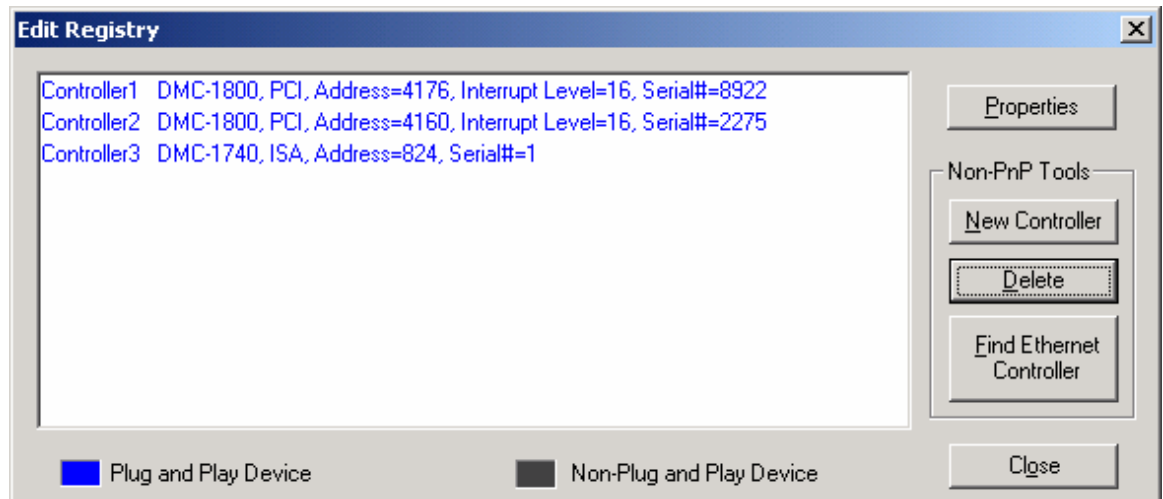 Edit Registry
Controller1 DMC-1800, PCI, Address=4176, Interrupt Level=16, Serial#=8922
Controller2 DMC-1800, PCI, Address=4160, Interrupt Level=16, Serial#=2275
Controller3 DMC-1740, ISA, Address=824, Serial#=1
Properties
Non-PnP Tools
New Controller
Delete
Find Ethernet
Controller
Plug and Play Device
Non-Plug and Play Device
Close